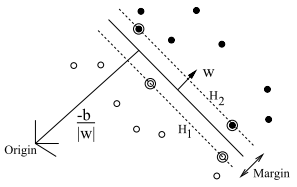 w
H₂
-b
|w|
H₁
Origin
Margin